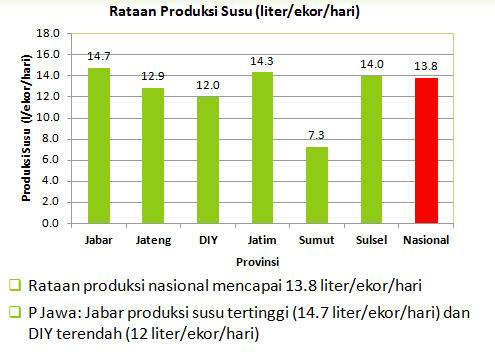 Rataan Produksi Susu (liter/ekor/hari)
Produksi Susu (l/ekor/hari)
18.0
16.0
14.0
12.0
10.0
8.0
6.0
4.0
2.0
0.0
14.7
12.9
12.0
14.3
7.3
14.0
13.8
Jabar Jateng DIY Jatim Sumut Sulsel Nasional
Provinsi
Rataan produksi nasional mencapai 13.8 liter/ekor/hari
P Jawa: Jabar produksi susu tertinggi (14.7 liter/ekor/hari) dan
DIY terendah (12 liter/ekor/hari)